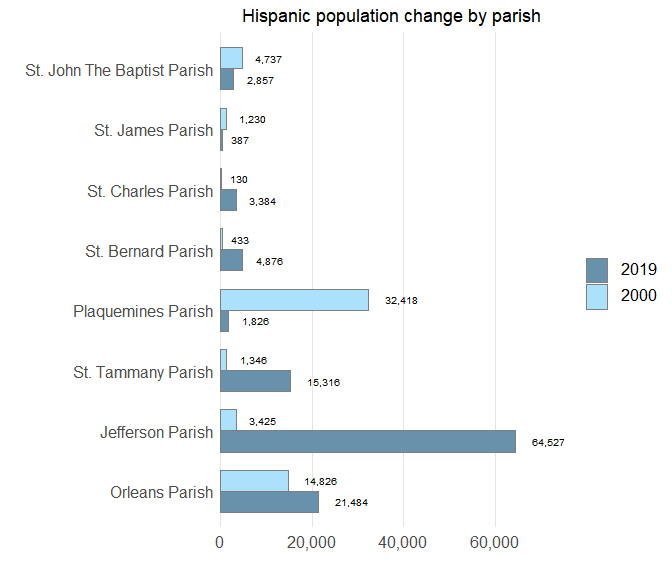 Hispanic population change by parish
St. John The Baptist Parish
4,737
2,857
St. James Parish
1,230
387
St. Charles Parish
130
3,384
St. Bernard Parish
433
4,876
Plaquemines Parish
32,418
1,826
St. Tammany Parish
1,346
15,316
Jefferson Parish
3,425
64,527
Orleans Parish
14,826
21,484
0 20,000 40,000 60,000
2019
2000